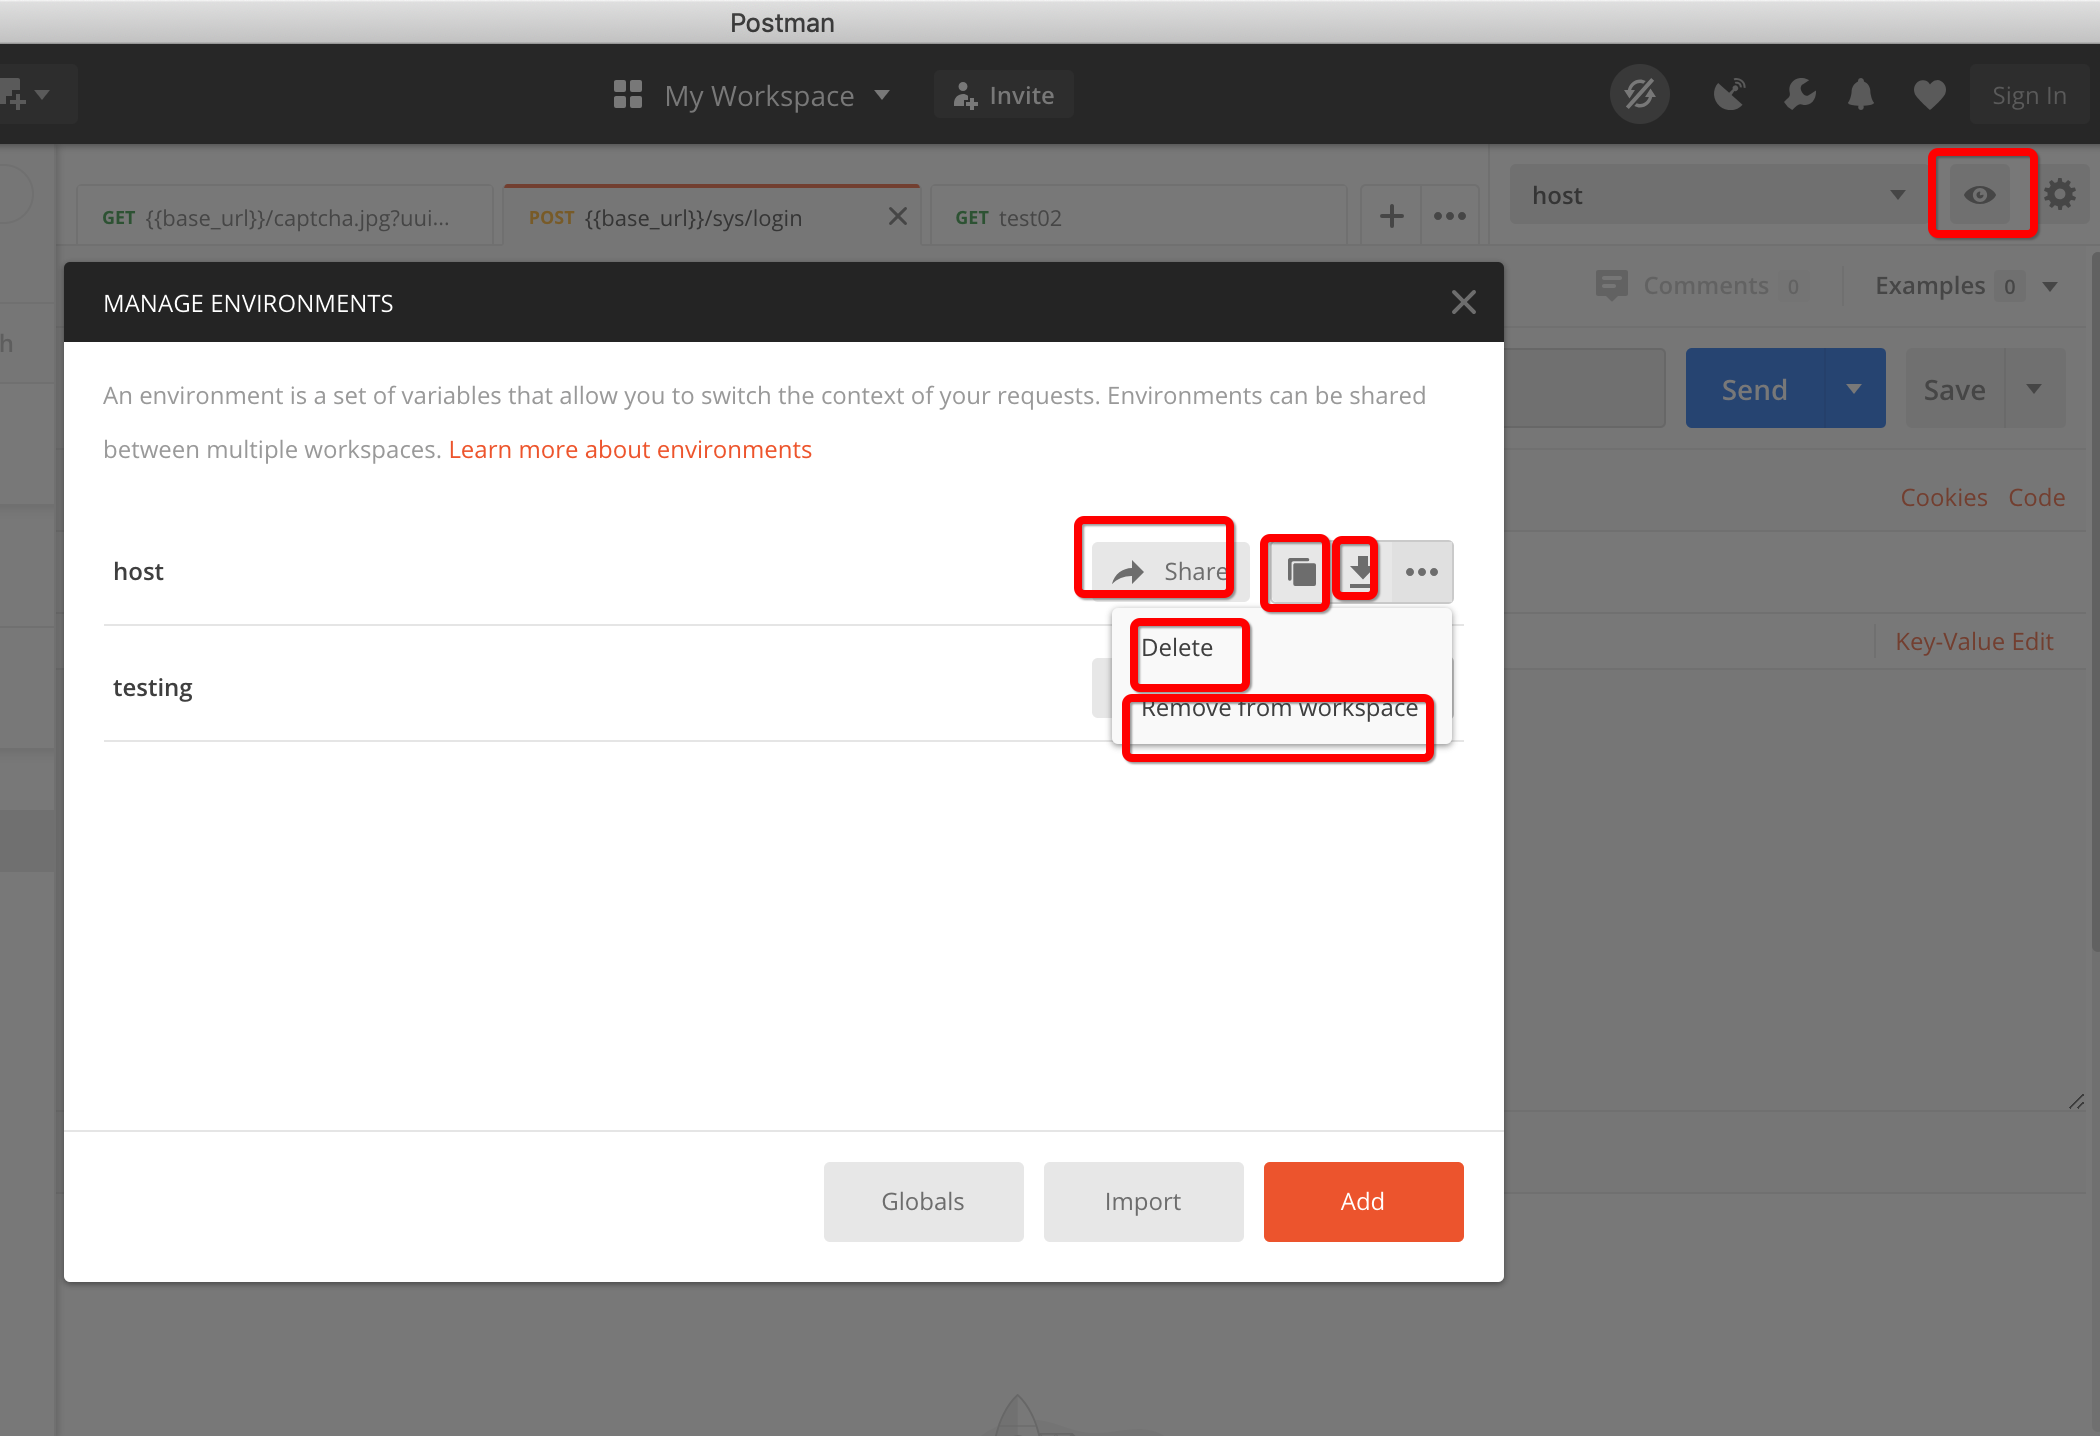 Postman
My Workspace
Invite
Sign In
GET {{base_url}}/captcha.jpg?uui...
POST {{base_url}}/sys/login
GET test02
host
MANAGE ENVIRONMENTS
Comments 0
Examples 0
h
An environment is a set of variables that allow you to switch the context of your requests. Environments can be shared
between multiple workspaces. Learn more about environments
Send
Save
Cookies Code
host
Share
Delete
Key-Value Edit
testing
Remove from workspace
Globals
Import
Add